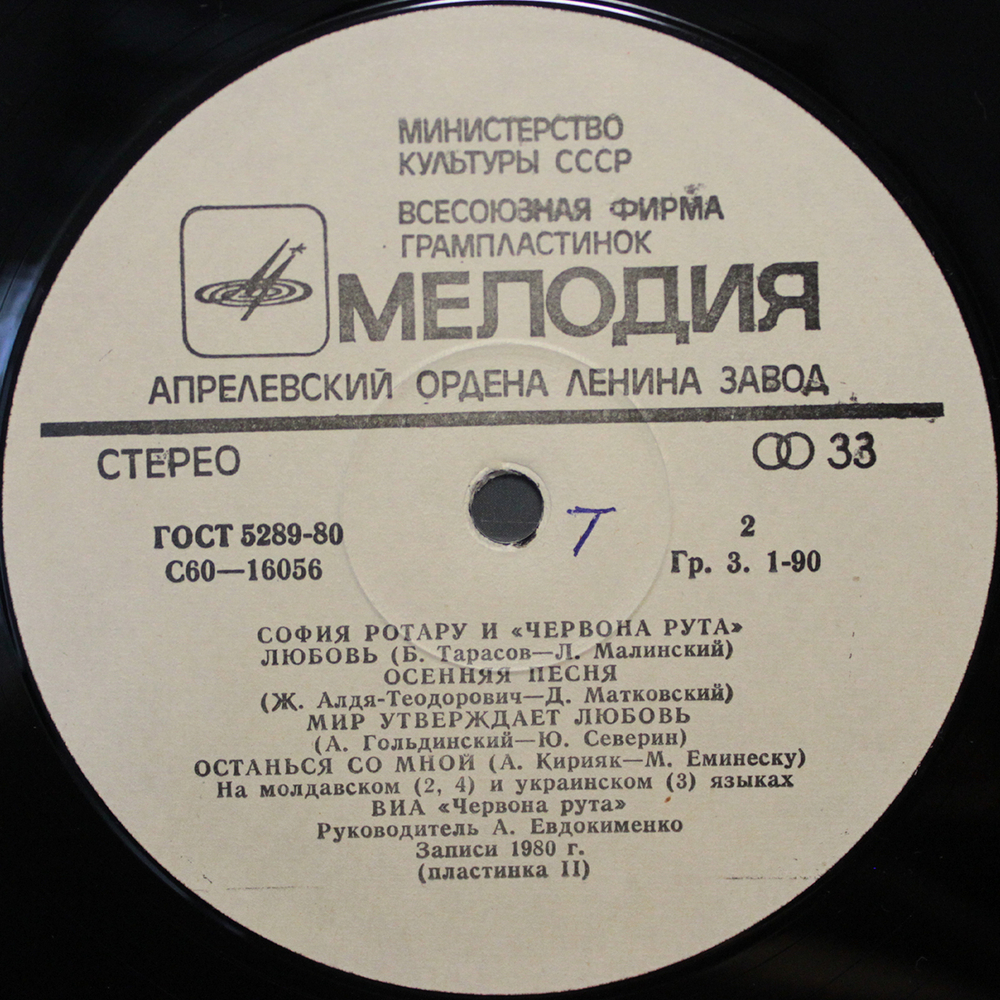 МИНИСТЕРСТВО
КУЛЬТУРЫ СССР
ВСЕСОЮЗНАЯ ФИРМА
ГРАМПЛАСТИНОК
МЕЛОДИЯ
АПРЕЛЕВСКИЙ ОРДЕНА ЛЕНИНА ЗАВОД
СТЕРЕО 33
ГОСТ 5289-80 2
С60—16056 Гр. 3. 1-90
Т
СОФИЯ РОТАРУ И «ЧЕРВОНА РУТА»
ЛЮБОВЬ (Б. Тарасов—Л. Малинский)
ОСЕННЯЯ ПЕСНЯ
(Ж. Алдя-Теодорович—Д. Матковский)
МИР УТВЕРЖДАЕТ ЛЮБОВЬ
(А. Гольдинский—Ю. Северин)
ОСТАНЬСЯ СО МНОЙ (А. Кирияк—М. Еминеску)
На молдавском (2, 4) и украинском (3) языках
ВИА «Червона рута»
Руководитель А. Евдокименко
Записи 1980 г.
(пластинка II)